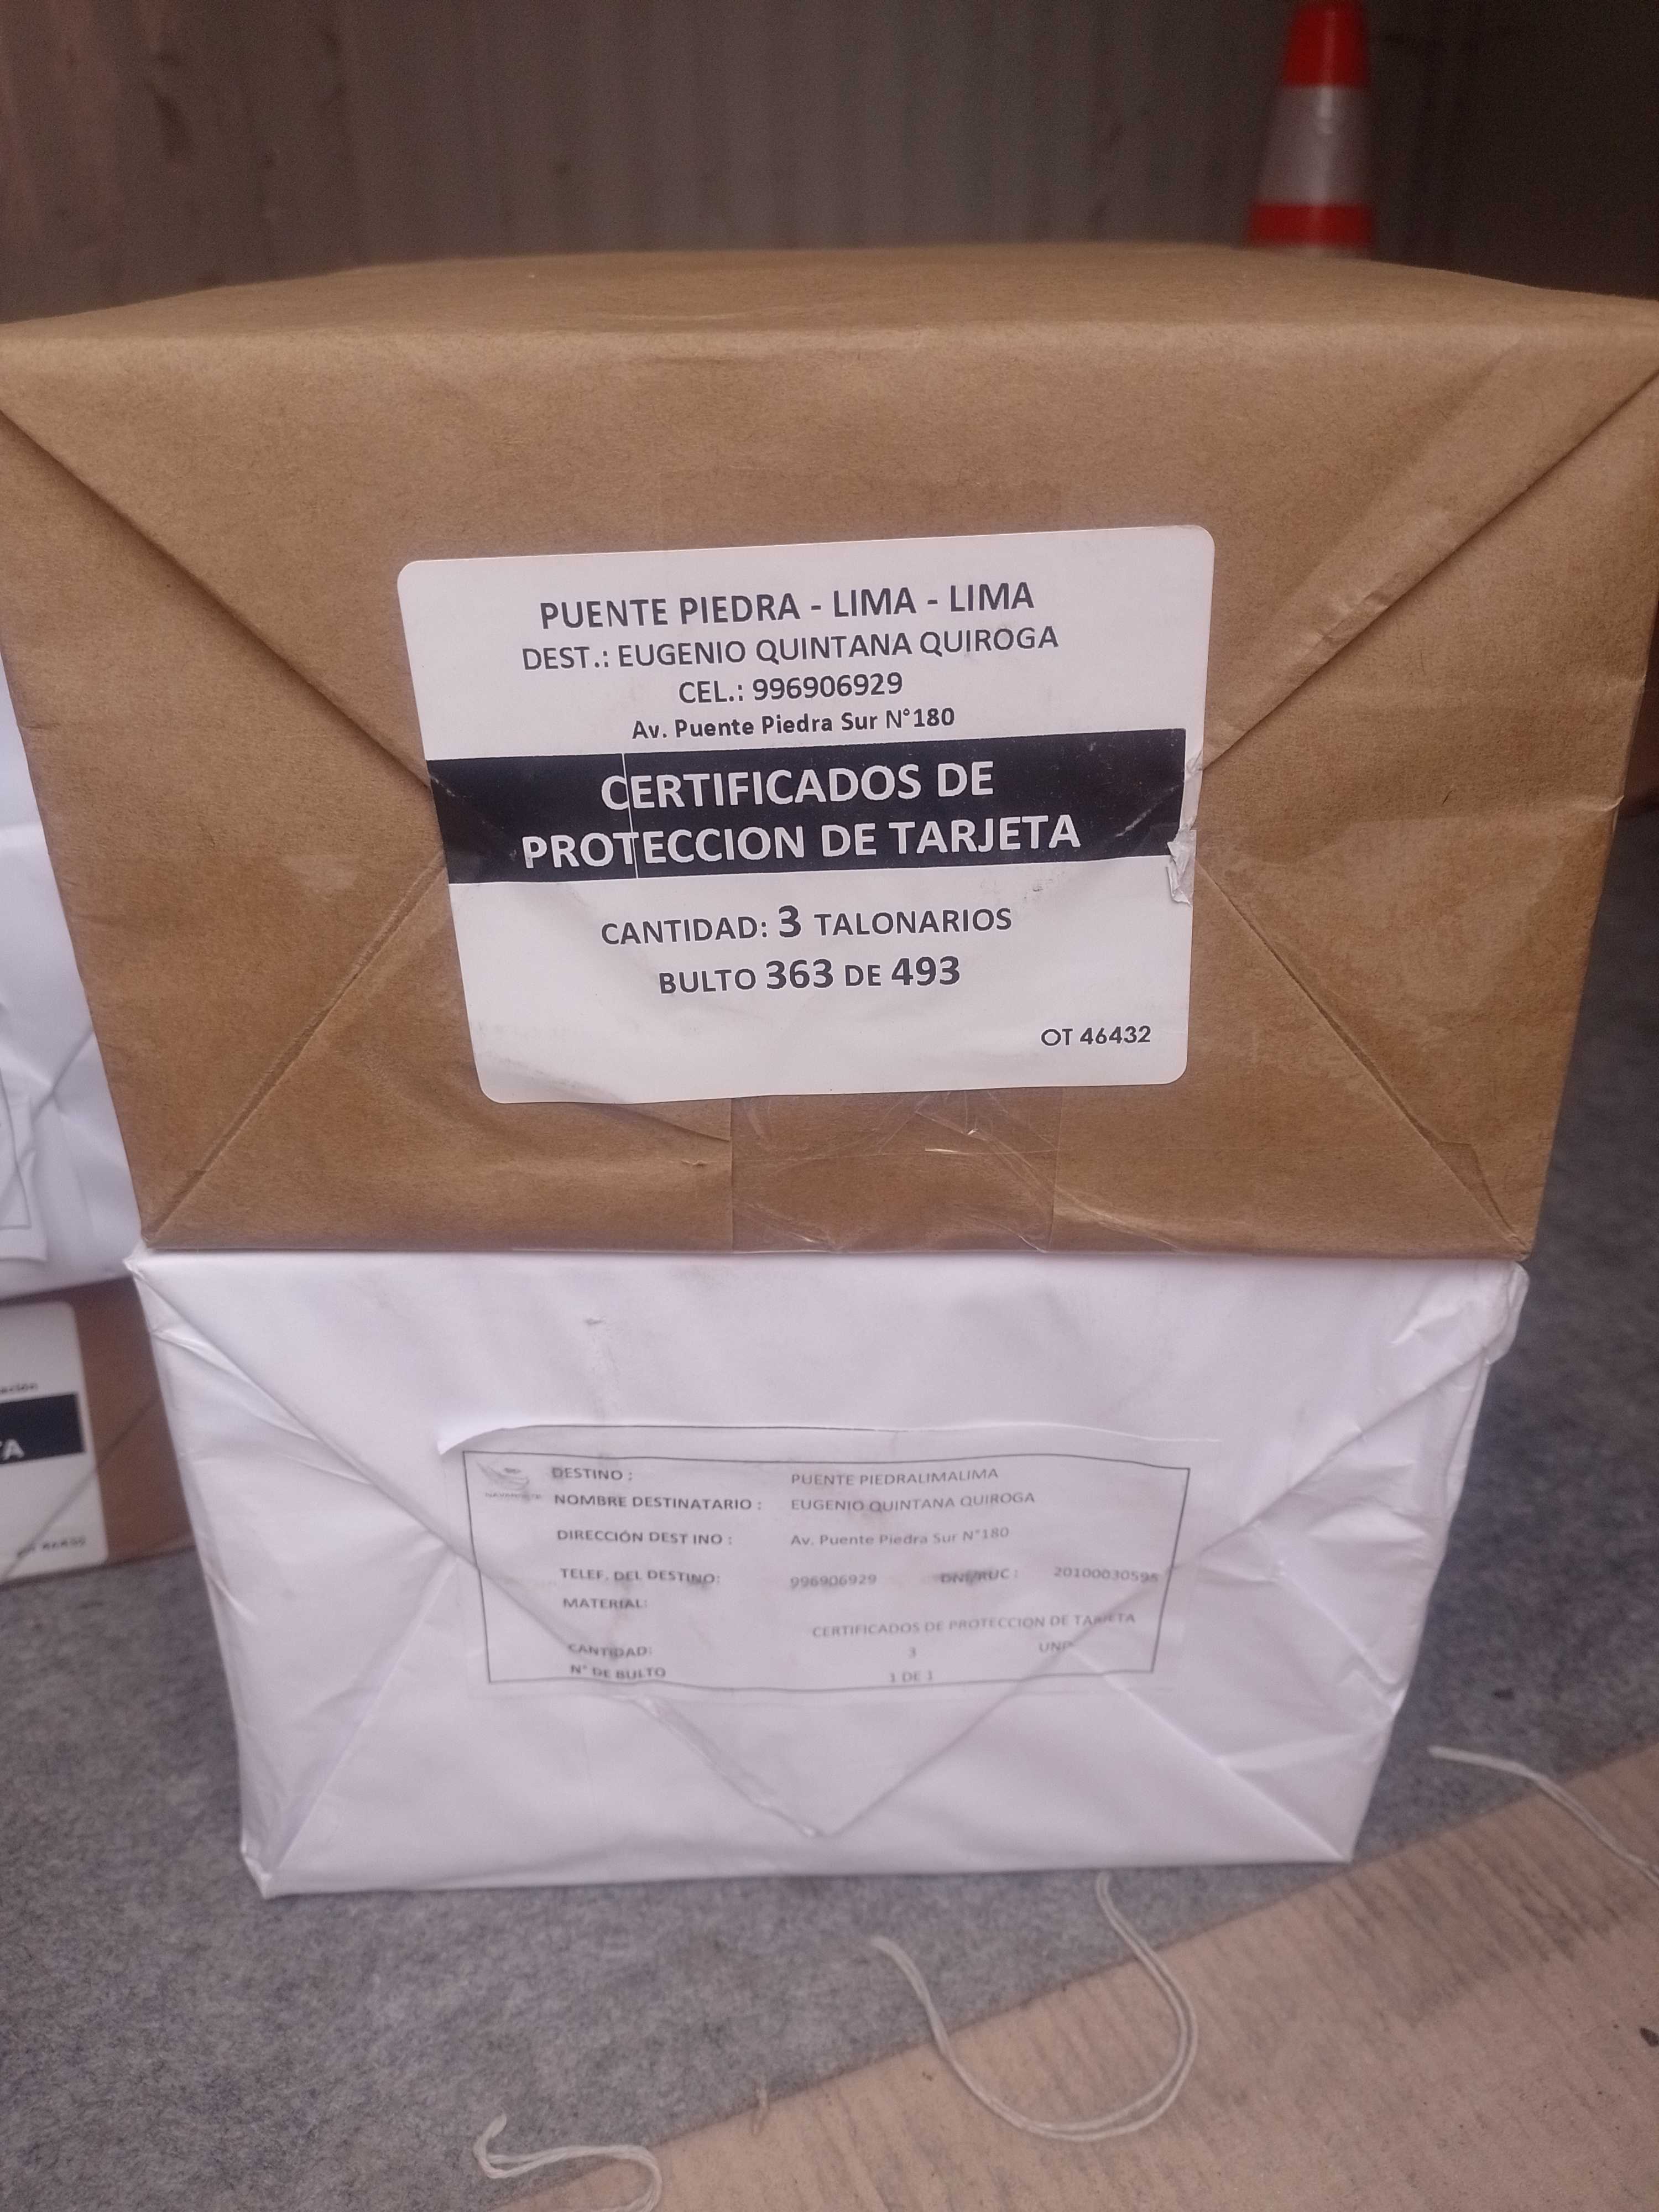 PUENTE PIEDRA - LIMA - LIMA
DEST.: EUGENIO QUINTANA QUIROGA
CEL.: 996906929
Av. Puente Piedra Sur N°180
CERTIFICADOS DE
PROTECCION DE TARJETA
CANTIDAD: 3 TALONARIOS
BULTO 363 DE 493
OT 46432
DESTINO : PUENTE PIEDRALIMALIMA
NOMBRE DESTINATARIO : EUGENIO QUINTANA QUIROGA
DIRECCIÓN DEST INO : Av. Puente Piedra Sur N°180
TELEF. DEL DESTINO: 996906929 DNI/RUC : 20100030595
MATERIAL:
CERTIFICADOS DE PROTECCION DE TARJETA
CANTIDAD: 3 UND
N° DE BULTO 1 DE 1
TA